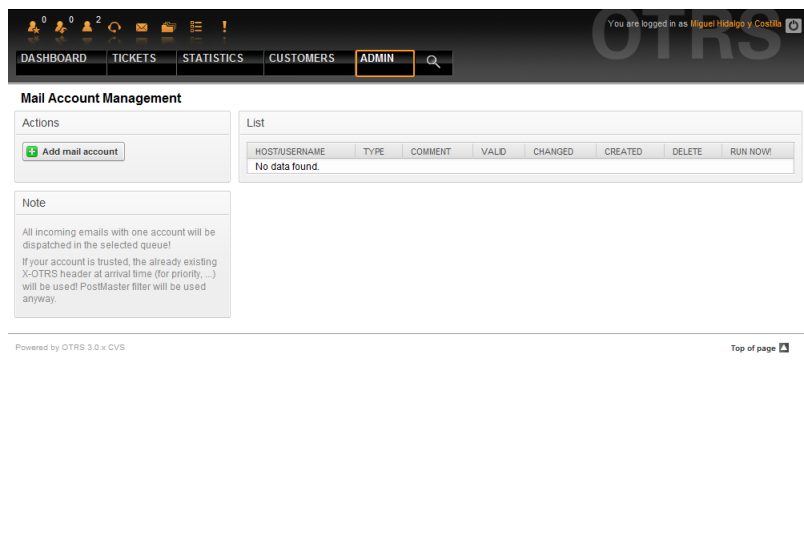 0 0 2 !
You are logged in as Miguel Hidalgo y Costilla
OTRS
DASHBOARD TICKETS STATISTICS CUSTOMERS ADMIN
Mail Account Management
Actions
Add mail account
List
HOST/USERNAME TYPE COMMENT VALID CHANGED CREATED DELETE RUN NOW!
No data found.
Note
All incoming emails with one account will be
dispatched in the selected queue!
If your account is trusted, the already existing
X-OTRS header at arrival time (for priority, ...)
will be used! PostMaster filter will be used
anyway.
Powered by OTRS 3.0.x CVS
Top of page